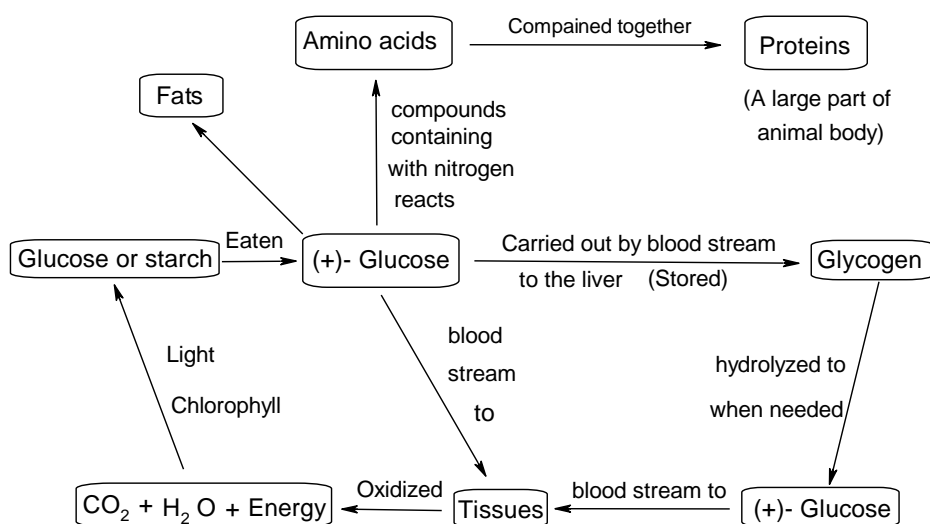 Amino acids
Compained together
Proteins
(A large part of
animal body)
Fats
compounds
containing
with nitrogen
reacts
Glucose or starch
Eaten
(+)- Glucose
Carried out by blood stream
to the liver (Stored)
Glycogen
Light
Chlorophyll
blood
stream
to
hydrolyzed to
when needed
CO₂ + H₂O + Energy
Oxidized
Tissues
blood stream to
(+)- Glucose